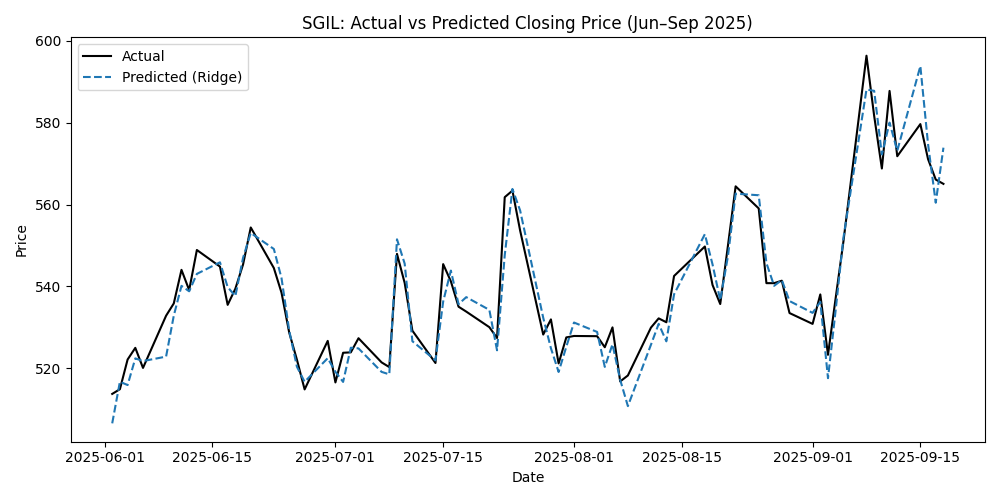 SGIL: Actual vs Predicted Closing Price (Jun–Sep 2025)
Actual
Predicted (Ridge)
Price
600
580
560
540
520
2025-06-01 2025-06-15 2025-07-01 2025-07-15 2025-08-01 2025-08-15 2025-09-01 2025-09-15
Date